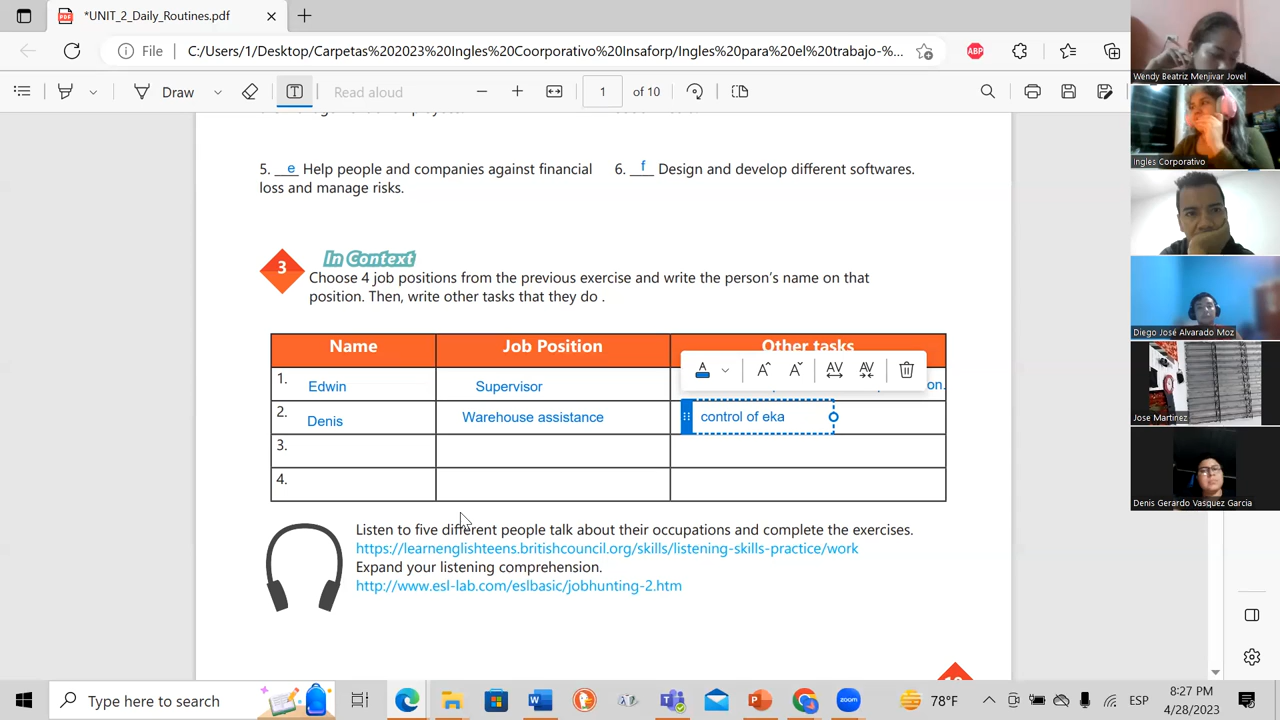 *UNIT_2_Daily_Routines.pdf
File
C:/Users/1/Desktop/Carpetas%202023%20Ingles%20Coorporativo%20Insaforp/Ingles%20para%20el%20trabajo-%...
ABP
Draw
Read aloud
1
of 10
5. e Help people and companies against financial
loss and manage risks.
6. f Design and develop different softwares.
3
In Context
Choose 4 job positions from the previous exercise and write the person's name on that
position. Then, write other tasks that they do .
Name
Job Position
Other tasks
1.
Edwin
Supervisor
on.
2.
Denis
Warehouse assistance
control of eka
3.
4.
Listen to five different people talk about their occupations and complete the exercises.
https://learnenglishteens.britishcouncil.org/skills/listening-skills-practice/work
Expand your listening comprehension.
http://www.esl-lab.com/eslbasic/jobhunting-2.htm
Wendy Beatriz Menjivar Jovel
Ingles Corporativo
Diego José Alvarado Moz
Jose Martinez
Denis Gerardo Vasquez Garcia
Type here to search
78°F
ESP
8:27 PM
4/28/2023